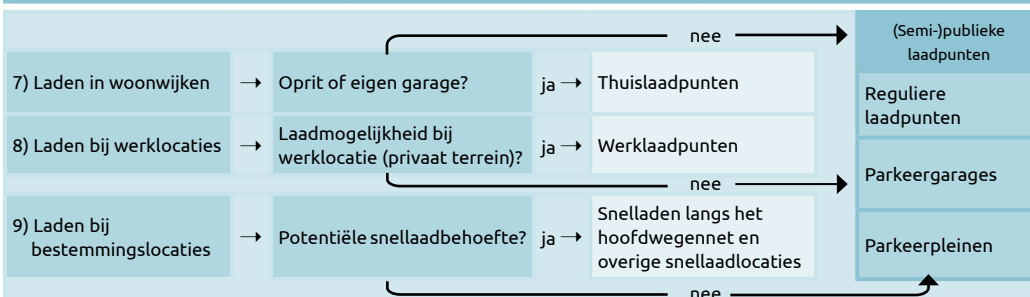 nee
(Semi-)publieke
laadpunten
7) Laden in woonwijken
→
Oprit of eigen garage?
ja →
Thuislaadpunten
Reguliere
laadpunten
8) Laden bij werklocaties
→
Laadmogelijkheid bij
werklocatie (privaat terrein)?
ja →
Werklaadpunten
nee
Parkeergarages
9) Laden bij
bestemmingslocaties
→
Potentiële snellaadbehoefte?
ja →
Snelladen langs het
hoofdwegennet en
overige snellaadlocaties
Parkeerpleinen
nee